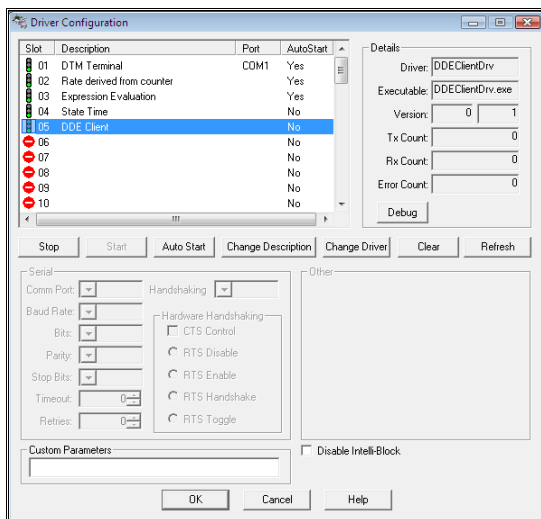 Driver Configuration
Slot Description Port AutoStart
01 DTM Terminal COM1 Yes
02 Rate derived from counter Yes
03 Expression Evaluation Yes
04 State Time No
05 DDE Client No
06 No
07 No
08 No
09 No
10 No
Details
Driver: DDEClientDrv
Executable: DDEClientDrv.exe
Version: 0 1
Tx Count: 0
Rx Count: 0
Error Count: 0
Debug
Stop Start Auto Start Change Description Change Driver Clear Refresh
Serial
Comm Port: Handshaking
Baud Rate:
Bits:
Parity:
Stop Bits:
Timeout: 0
Retries: 0
Hardware Handshaking
CTS Control
RTS Disable
RTS Enable
RTS Handshake
RTS Toggle
Other
Custom Parameters
Disable Intelli-Block
OK Cancel Help